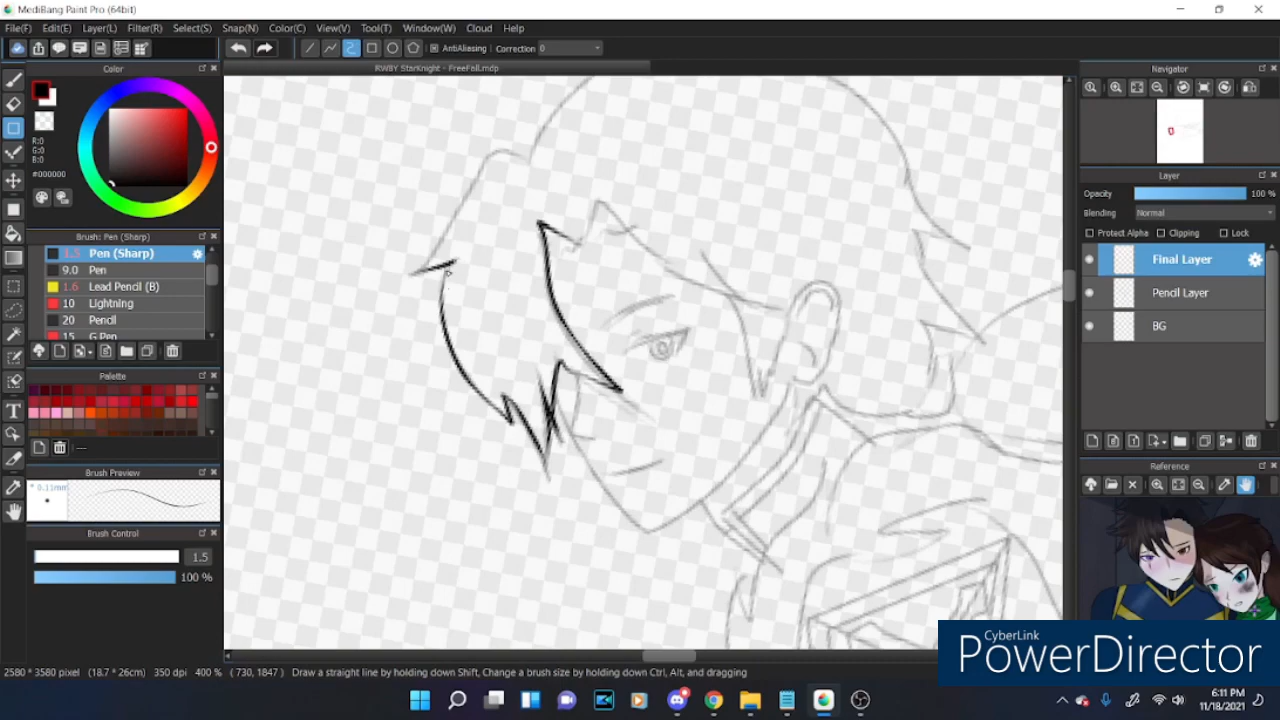 MediBang Paint Pro (64bit)
File(F) Edit(E) Layer(L) Filter(R) Select(S) Snap(N) Color(C) View(V) Tool(T) Window(W) Cloud Help
AntiAliasing Correction 0
RWBY StarKnight - FreeFall.mdp
Color
R:0
G:0
B:0
#000000
Brush: Pen (Sharp)
1.5 Pen (Sharp)
9.0 Pen
1.6 Lead Pencil (B)
10 Lightning
20 Pencil
15 G Pen
Palette
Brush Preview
* 0.11mm
Brush Control
1.5
100 %
Navigator
Layer
Opacity 100 %
Blending Normal
Protect Alpha Clipping Lock
Final Layer
Pencil Layer
BG
Reference
CyberLink
PowerDirector
2580 * 3580 pixel (18.7 * 26cm) 350 dpi 400 % ( 730, 1847 ) Draw a straight line by holding down Shift, Change a brush size by holding down Ctrl, Alt, and dragging
6:11 PM
11/18/2021